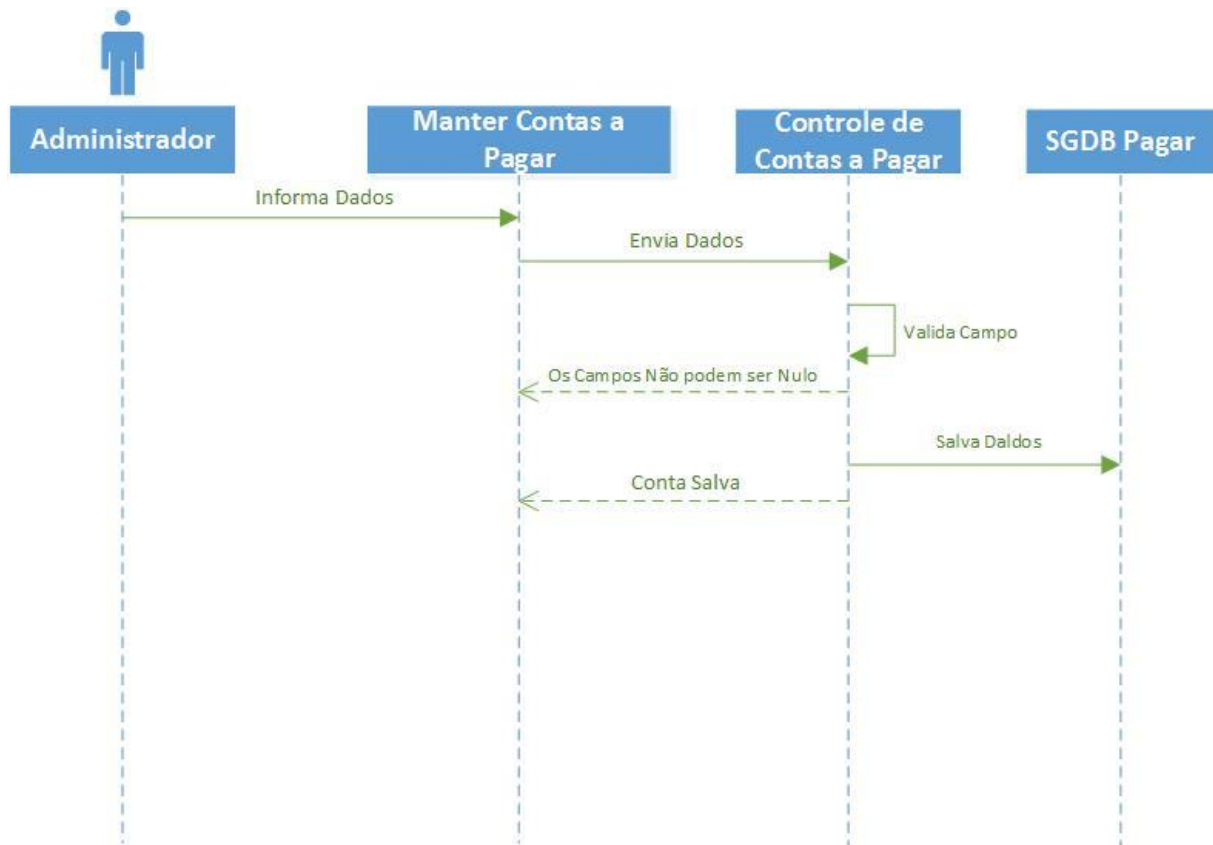 Administrador
Manter Contas a
Pagar
Controle de
Contas a Pagar
SGDB Pagar
Informa Dados
Envia Dados
Valida Campo
Os Campos Não podem ser Nulo
Salva Daldos
Conta Salva